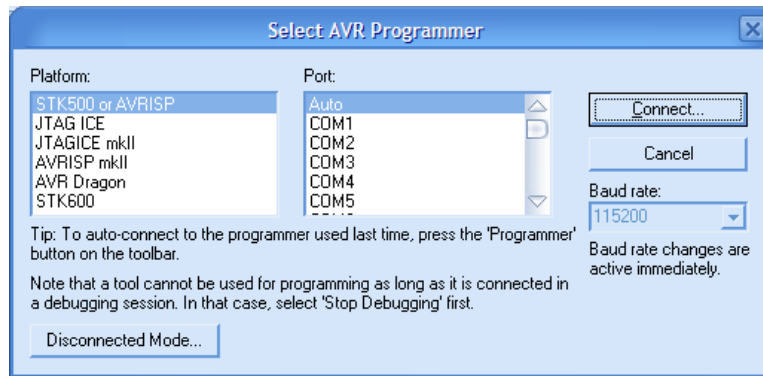 Select AVR Programmer
Platform:
STK500 or AVRISP
JTAG ICE
JTAGICE mkII
AVRISP mkII
AVR Dragon
STK600
Port:
Auto
COM1
COM2
COM3
COM4
COM5
Connect...
Cancel
Baud rate:
115200
Baud rate changes are
active immediately.
Tip: To auto-connect to the programmer used last time, press the 'Programmer'
button on the toolbar.
Note that a tool cannot be used for programming as long as it is connected in
a debugging session. In that case, select 'Stop Debugging' first.
Disconnected Mode...